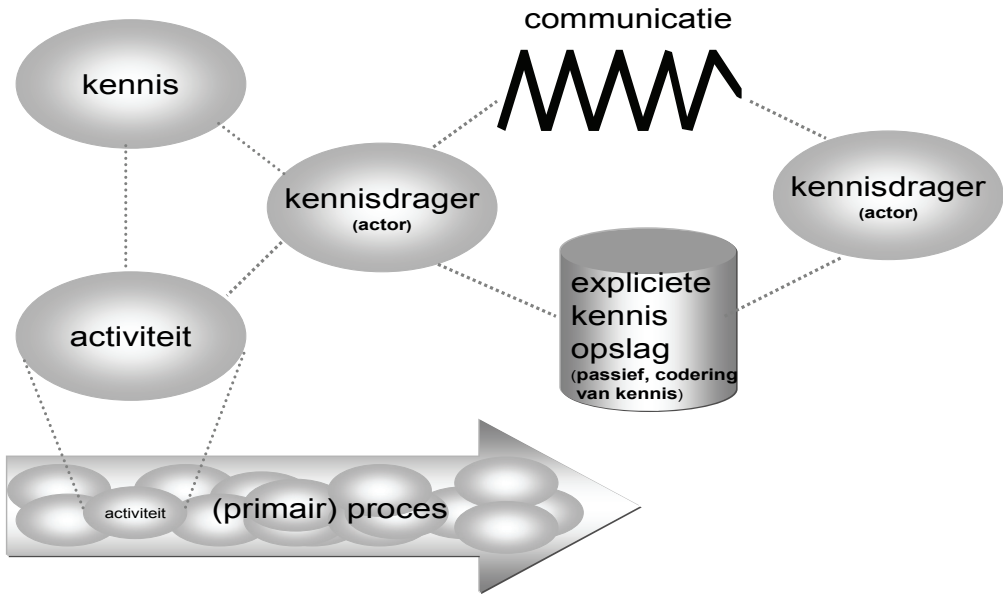 communicatie
kennis
kennisdrager
(actor)
kennisdrager
(actor)
expliciete
kennis
opslag
(passief, codering
van kennis)
activiteit
activiteit
(primair) proces